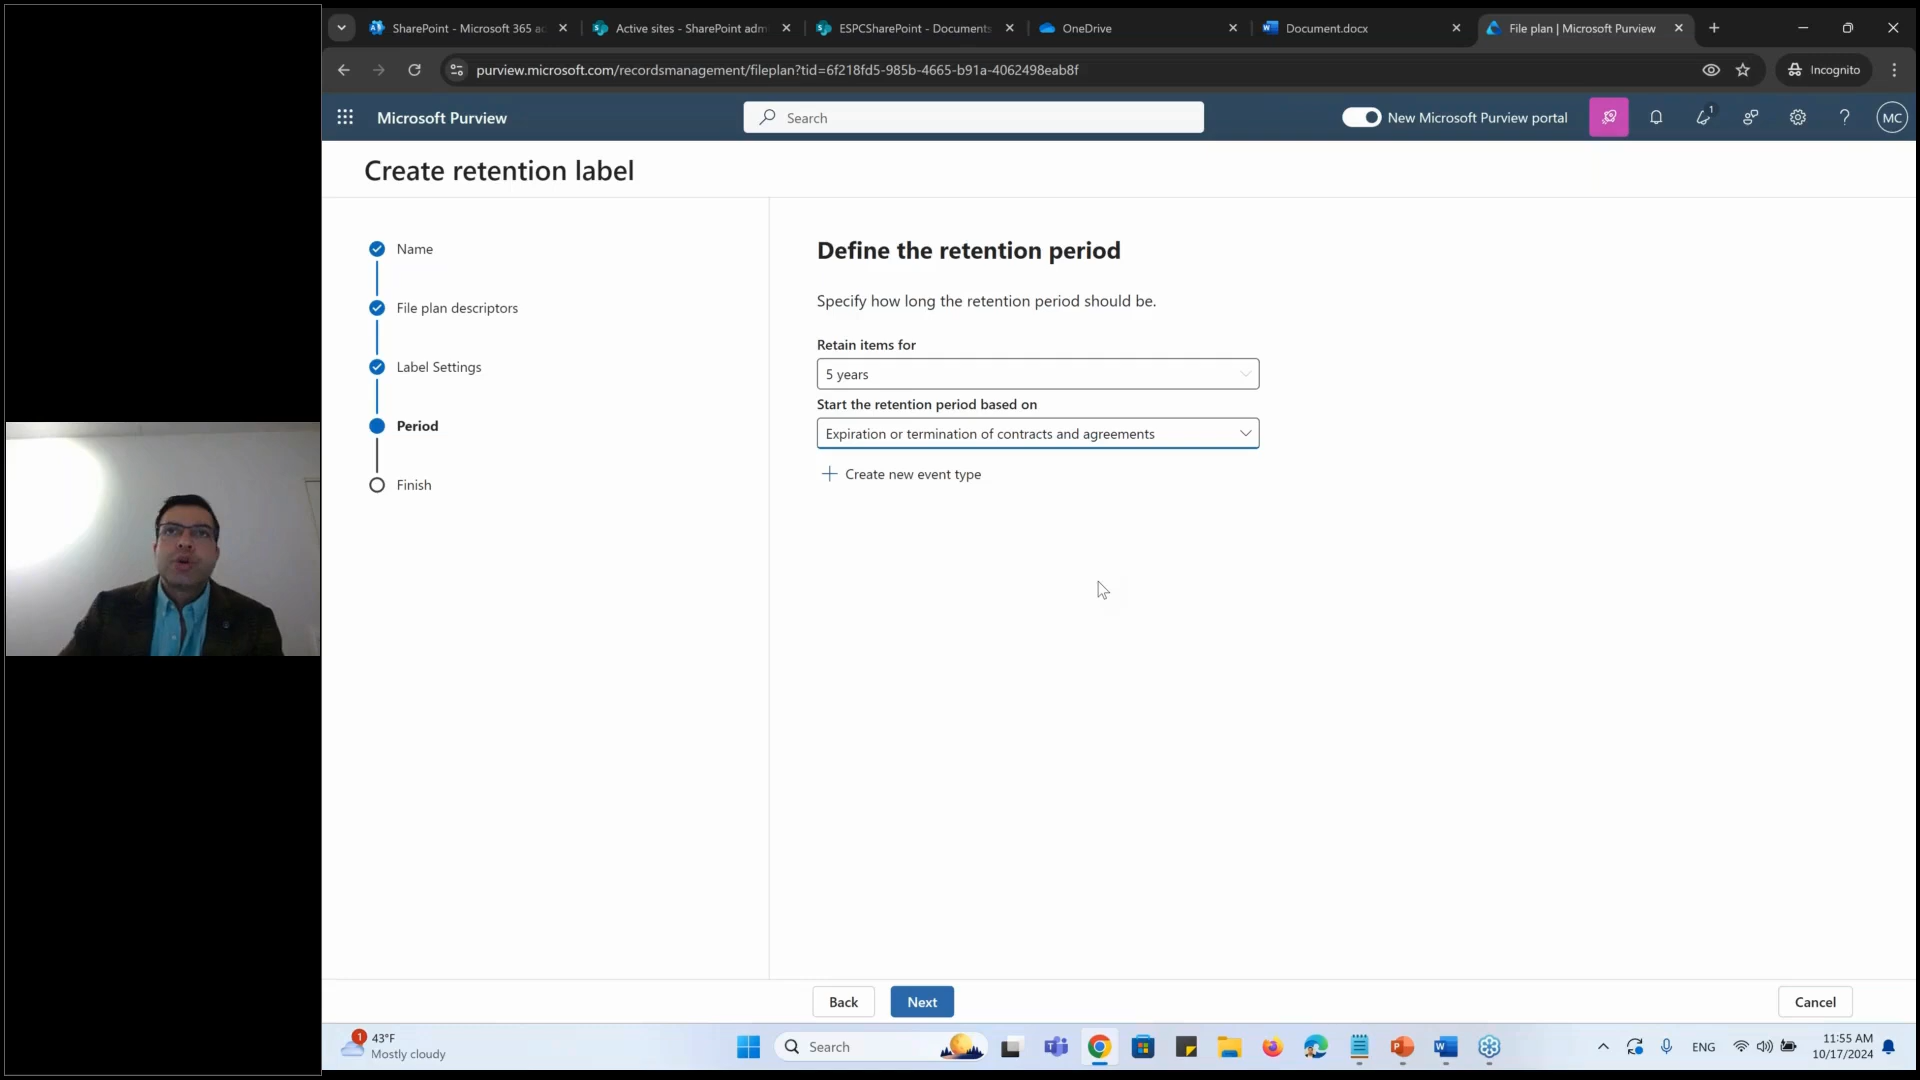 SharePoint - Microsoft 365 ac
Active sites - SharePoint adm
ESPCSharePoint - Documents
OneDrive
Document.docx
File plan | Microsoft Purview
purview.microsoft.com/recordsmanagement/fileplan?tid=6f218fd5-985b-4665-b91a-4062498eab8f
Incognito
Microsoft Purview
Search
New Microsoft Purview portal
1
MC
Create retention label
Name
File plan descriptors
Label Settings
Period
Finish
Define the retention period
Specify how long the retention period should be.
Retain items for
5 years
Start the retention period based on
Expiration or termination of contracts and agreements
Create new event type
Back
Next
Cancel
1
43°F
Mostly cloudy
Search
ENG
11:55 AM
10/17/2024